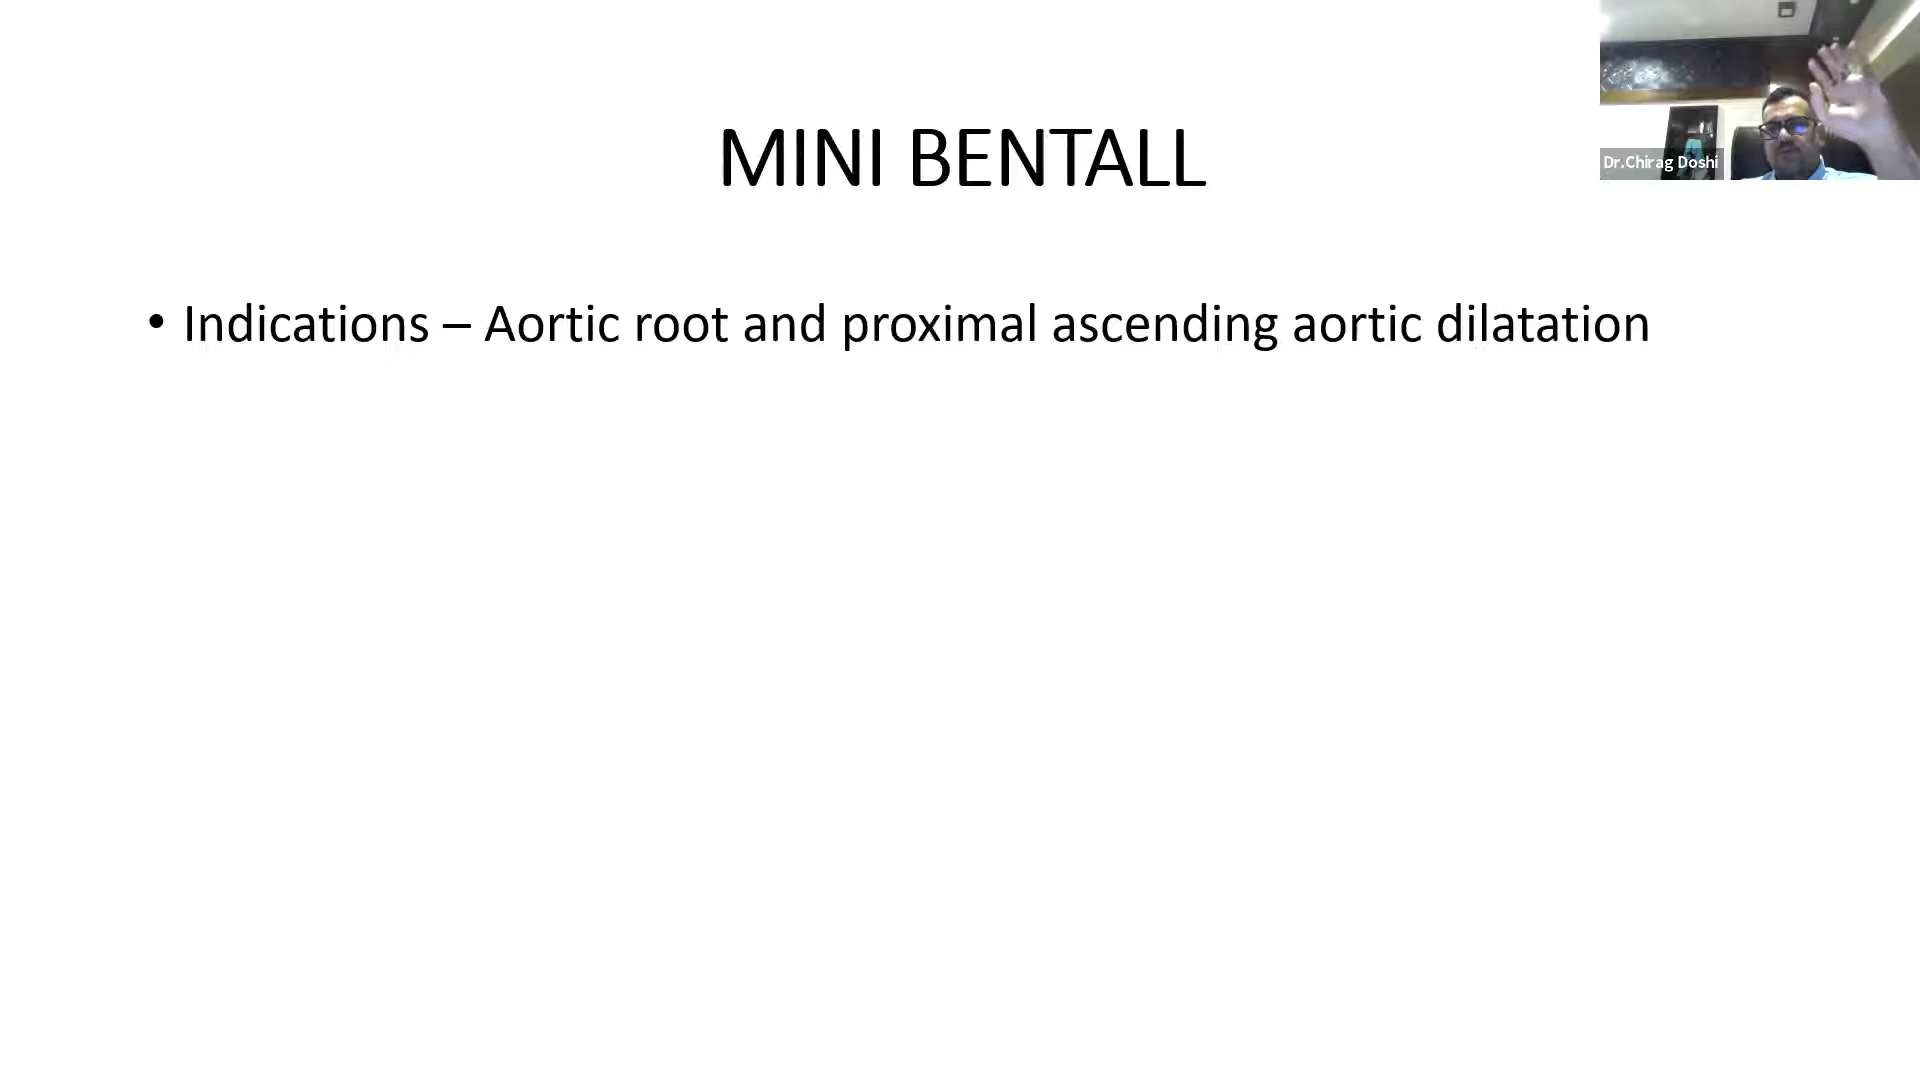 MINI BENTALL
Dr.Chirag Doshi
• Indications – Aortic root and proximal ascending aortic dilatation